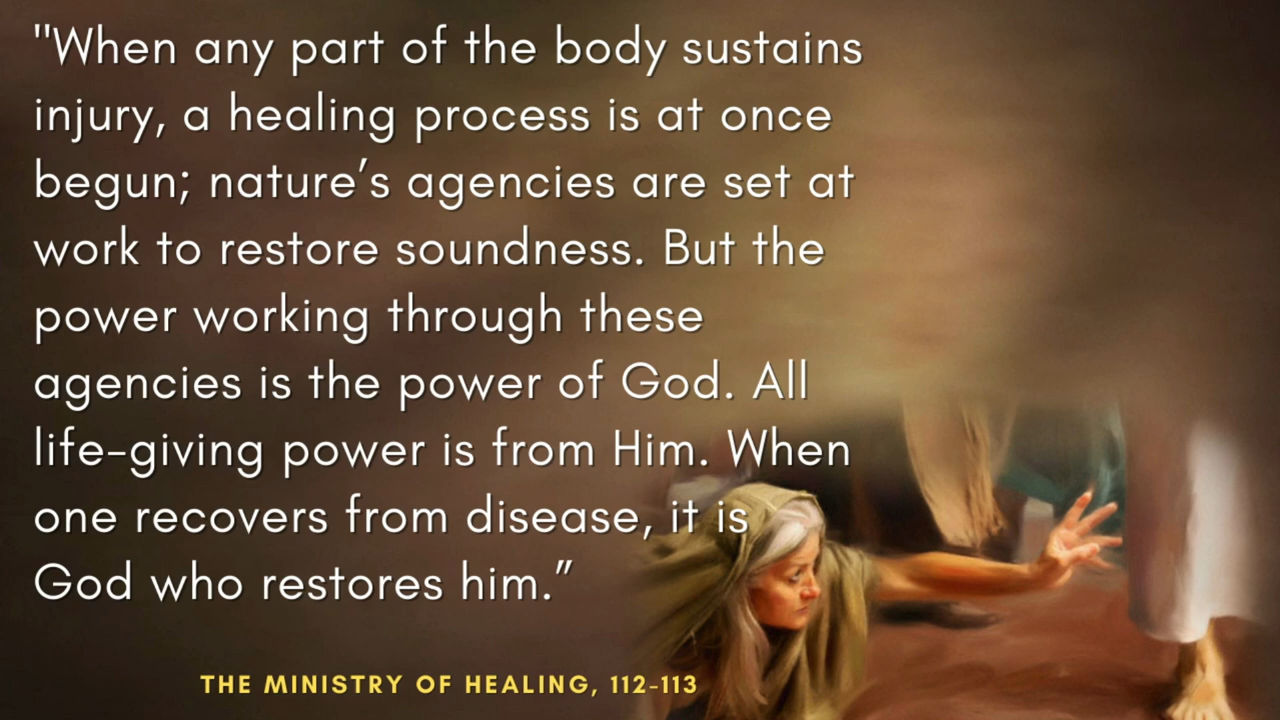 "When any part of the body sustains
injury, a healing process is at once
begun; nature’s agencies are set at
work to restore soundness. But the
power working through these
agencies is the power of God. All
life-giving power is from Him. When
one recovers from disease, it is
God who restores him.”
THE MINISTRY OF HEALING, 112-113